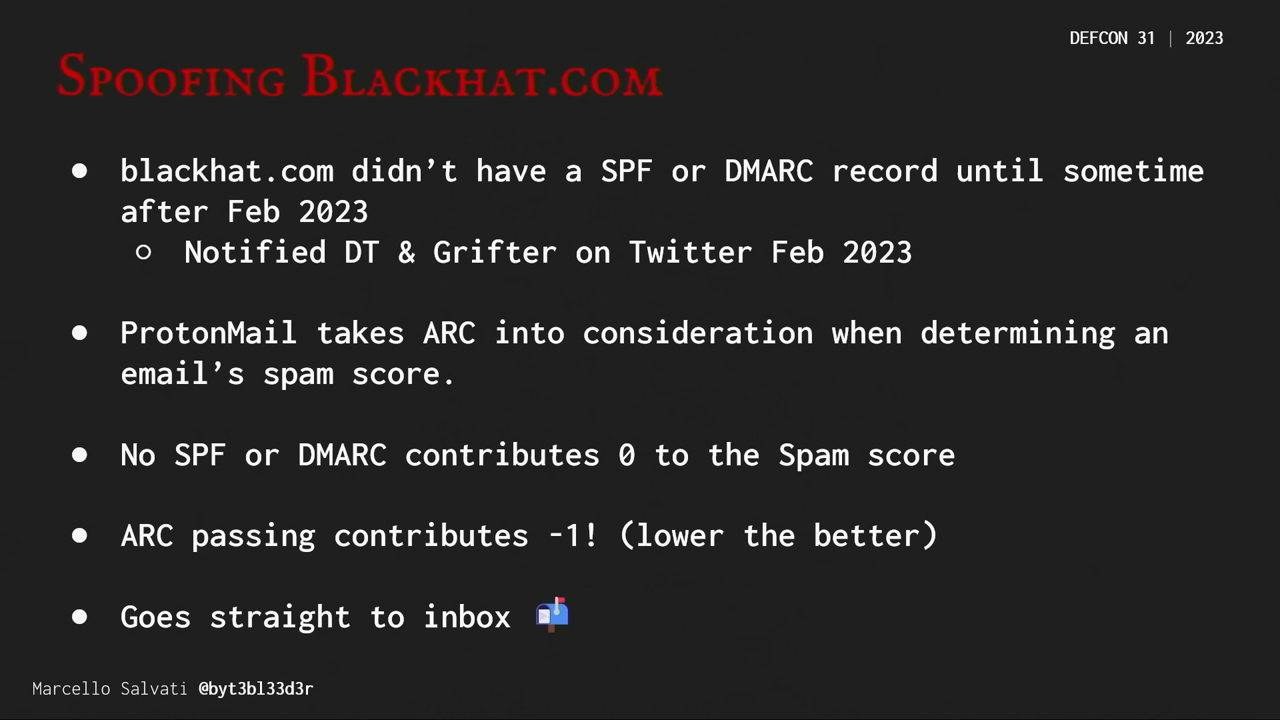 DEFCON 31 | 2023
Spoofing Blackhat.com
● blackhat.com didn’t have a SPF or DMARC record until sometime
after Feb 2023
○ Notified DT & Grifter on Twitter Feb 2023
● ProtonMail takes ARC into consideration when determining an
email’s spam score.
● No SPF or DMARC contributes 0 to the Spam score
● ARC passing contributes -1! (lower the better)
● Goes straight to inbox 📬
Marcello Salvati @byt3bl33d3r